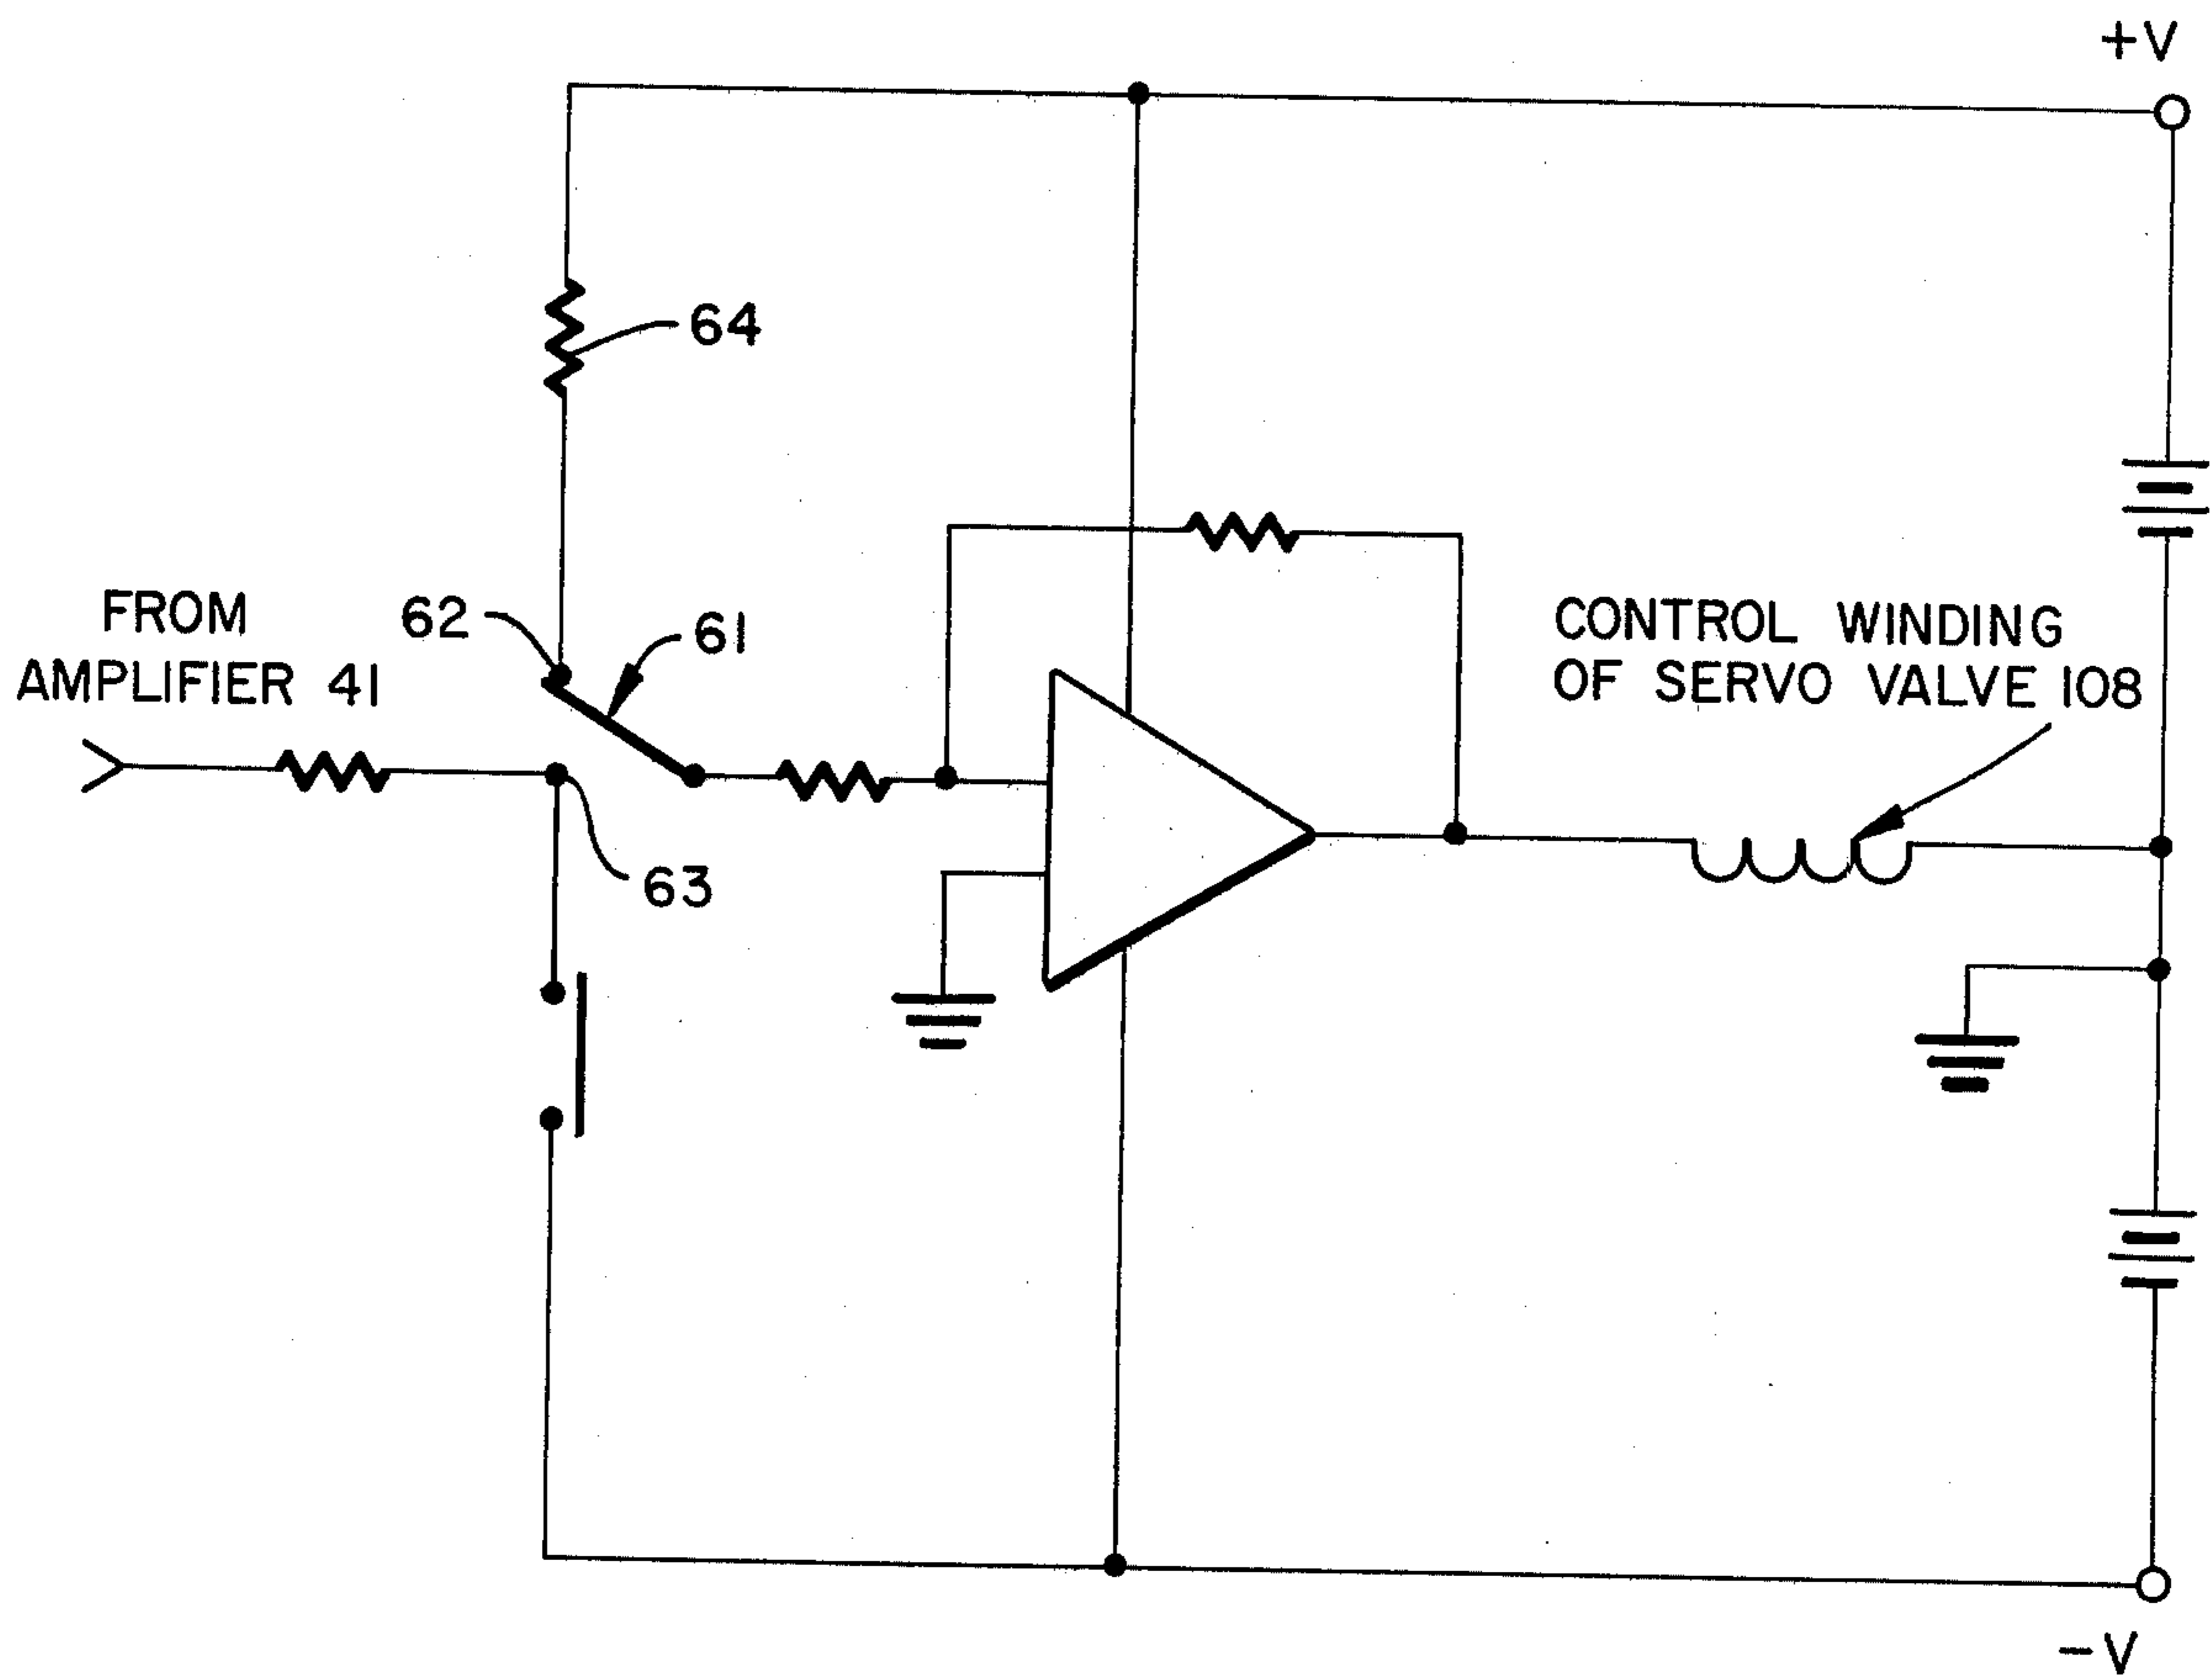 +V
64
FROM
AMPLIFIER 41
62
61
CONTROL WINDING
OF SERVO VALVE 108
63
-V